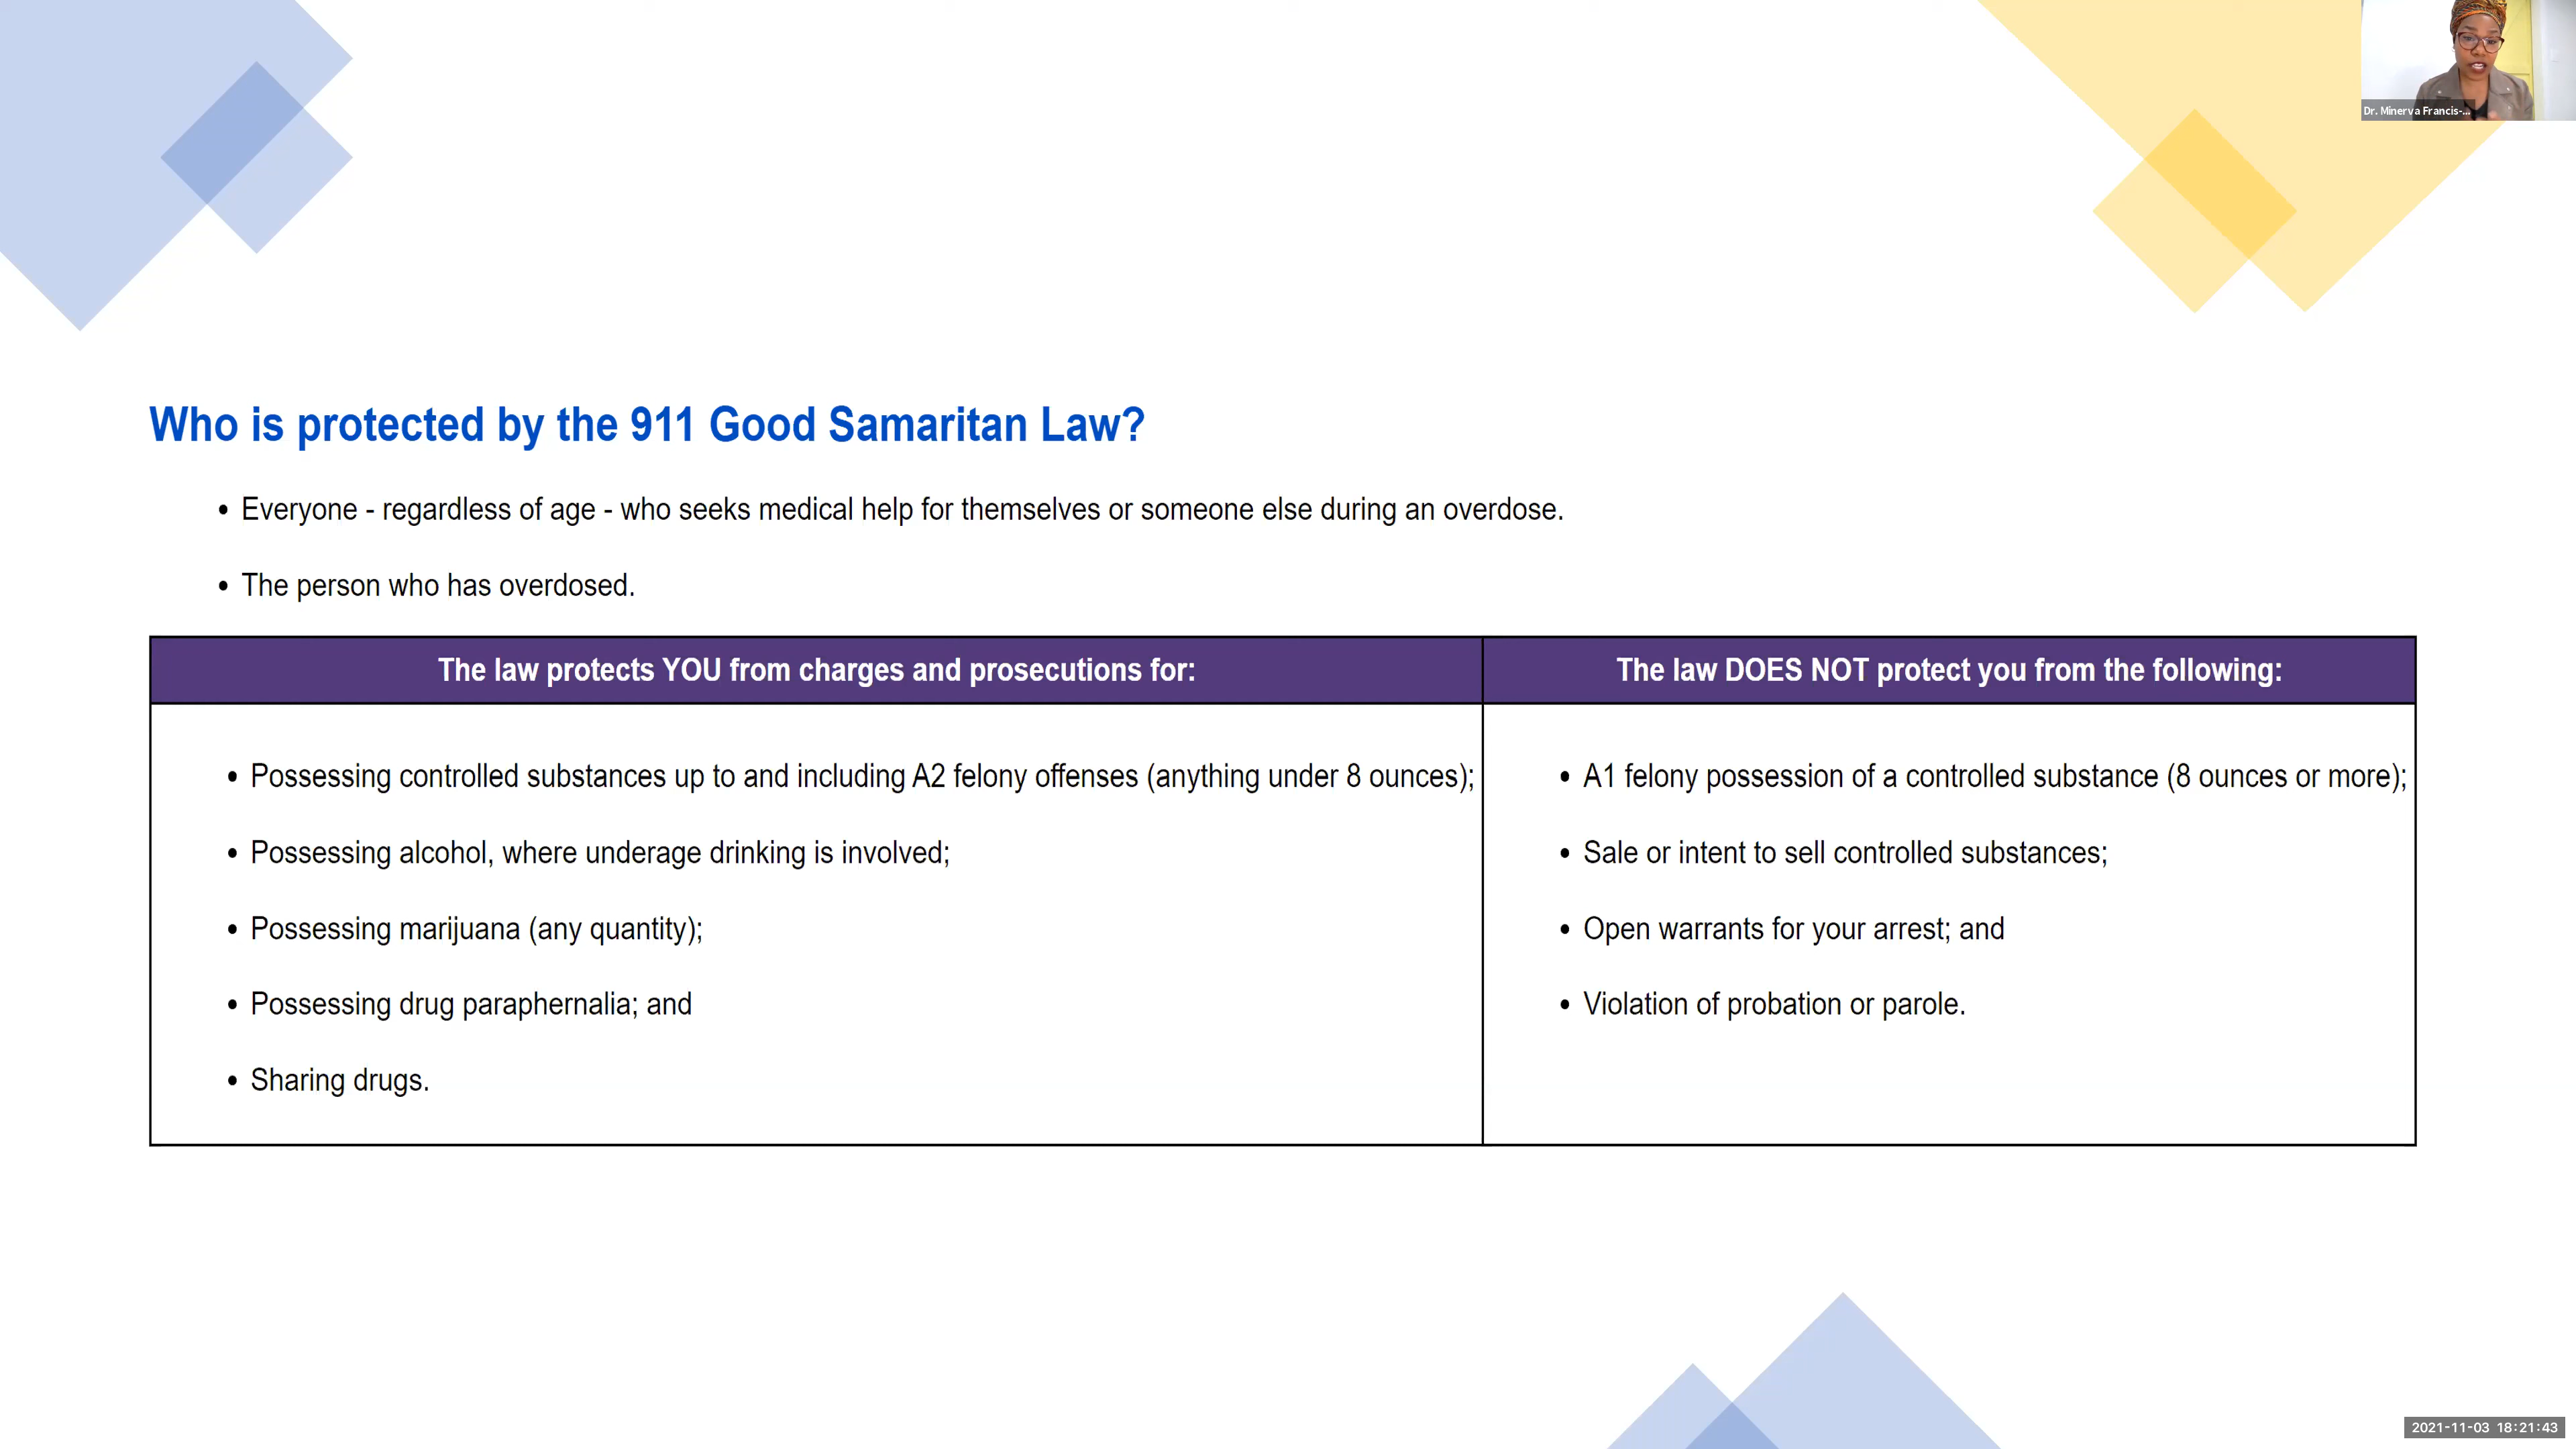 Dr. Minerva Francis-...
Who is protected by the 911 Good Samaritan Law?
• Everyone - regardless of age - who seeks medical help for themselves or someone else during an overdose.
• The person who has overdosed.
The law protects YOU from charges and prosecutions for:
• Possessing controlled substances up to and including A2 felony offenses (anything under 8 ounces);
• Possessing alcohol, where underage drinking is involved;
• Possessing marijuana (any quantity);
• Possessing drug paraphernalia; and
• Sharing drugs.
The law DOES NOT protect you from the following:
• A1 felony possession of a controlled substance (8 ounces or more);
• Sale or intent to sell controlled substances;
• Open warrants for your arrest; and
• Violation of probation or parole.
2021-11-03 18:21:43